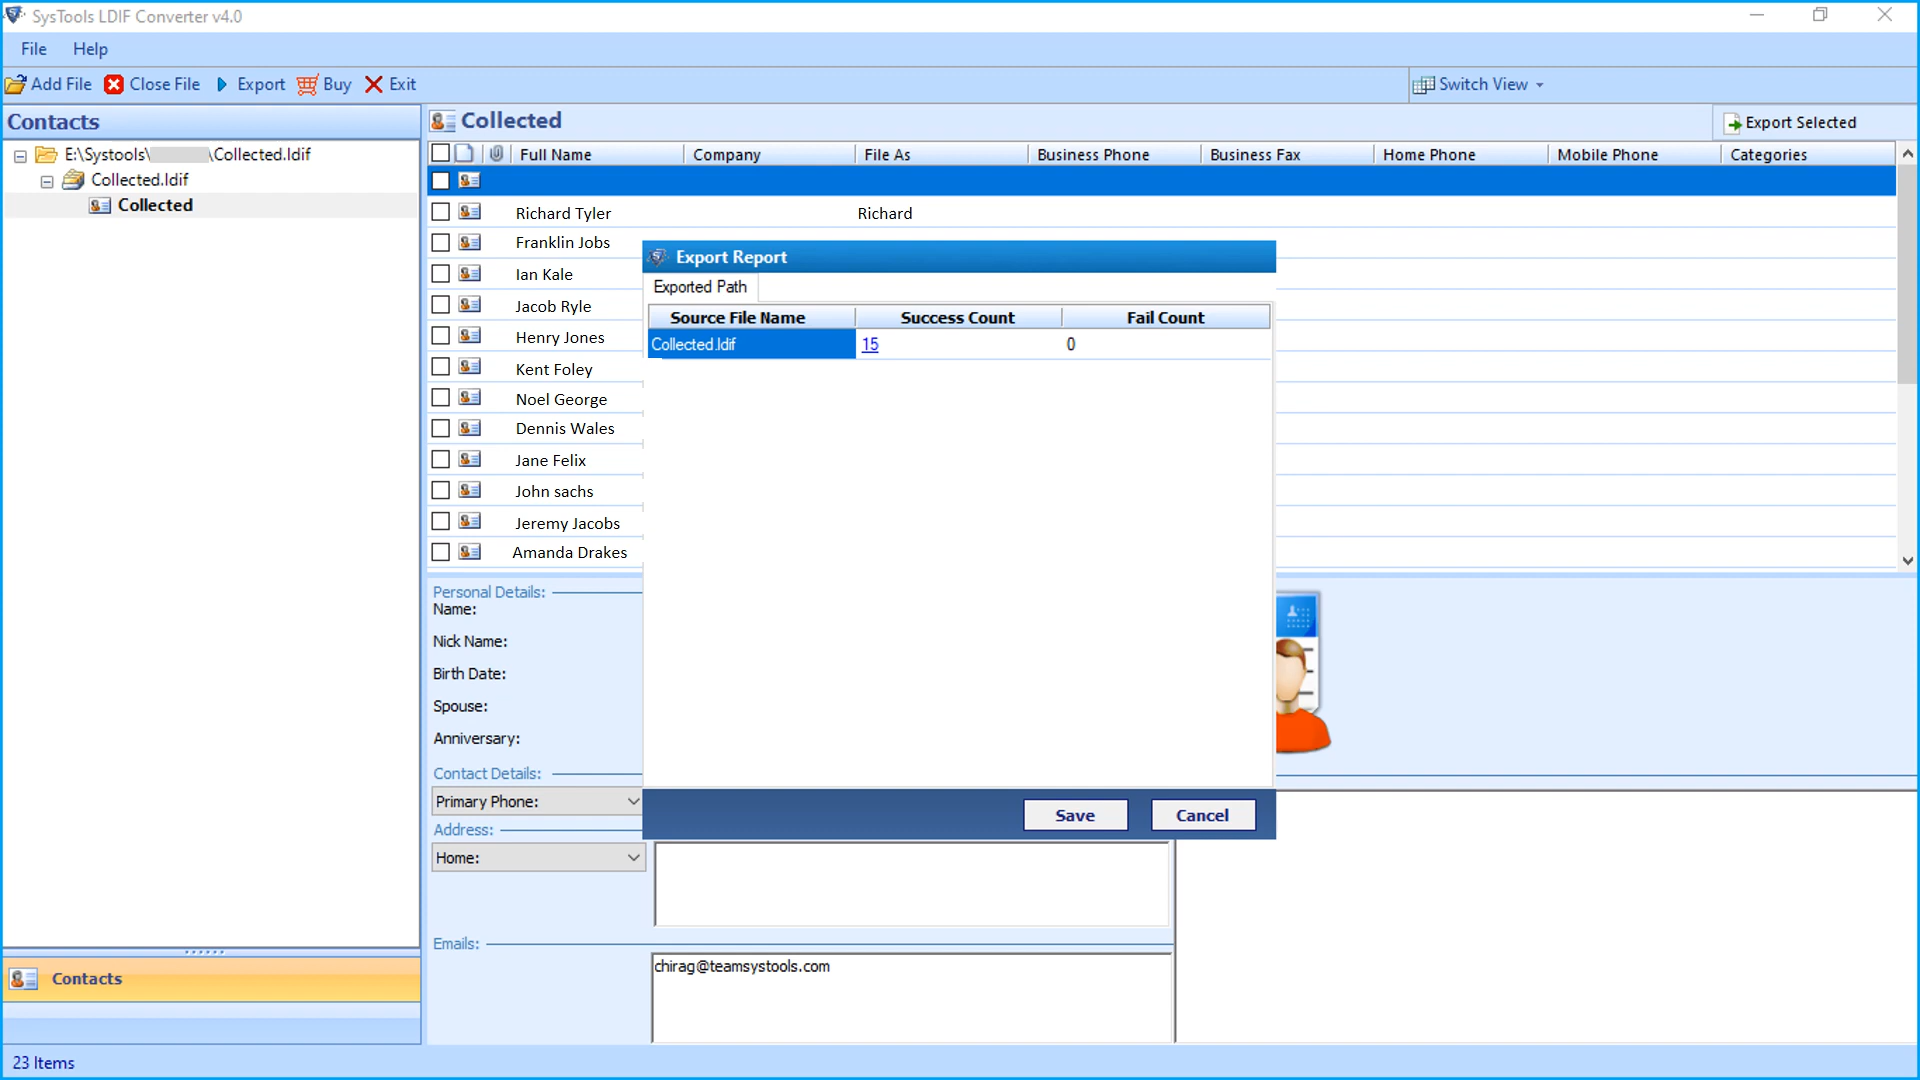 SysTools LDIF Converter v4.0
File Help
Add File Close File Export Buy Exit Switch View
Contacts
E:\Systools\ \Collected.ldif
Collected.ldif
Collected
Collected
Export Selected
Full Name Company File As Business Phone Business Fax Home Phone Mobile Phone Categories
Richard Tyler Richard
Franklin Jobs
Ian Kale
Jacob Ryle
Henry Jones
Kent Foley
Noel George
Dennis Wales
Jane Felix
John sachs
Jeremy Jacobs
Amanda Drakes
Export Report
Exported Path
Source File Name Success Count Fail Count
Collected.ldif 15 0
Save Cancel
Personal Details:
Name:
Nick Name:
Birth Date:
Spouse:
Anniversary:
Contact Details:
Primary Phone:
Address:
Home:
Emails:
chirag@teamsystools.com
Contacts
23 Items